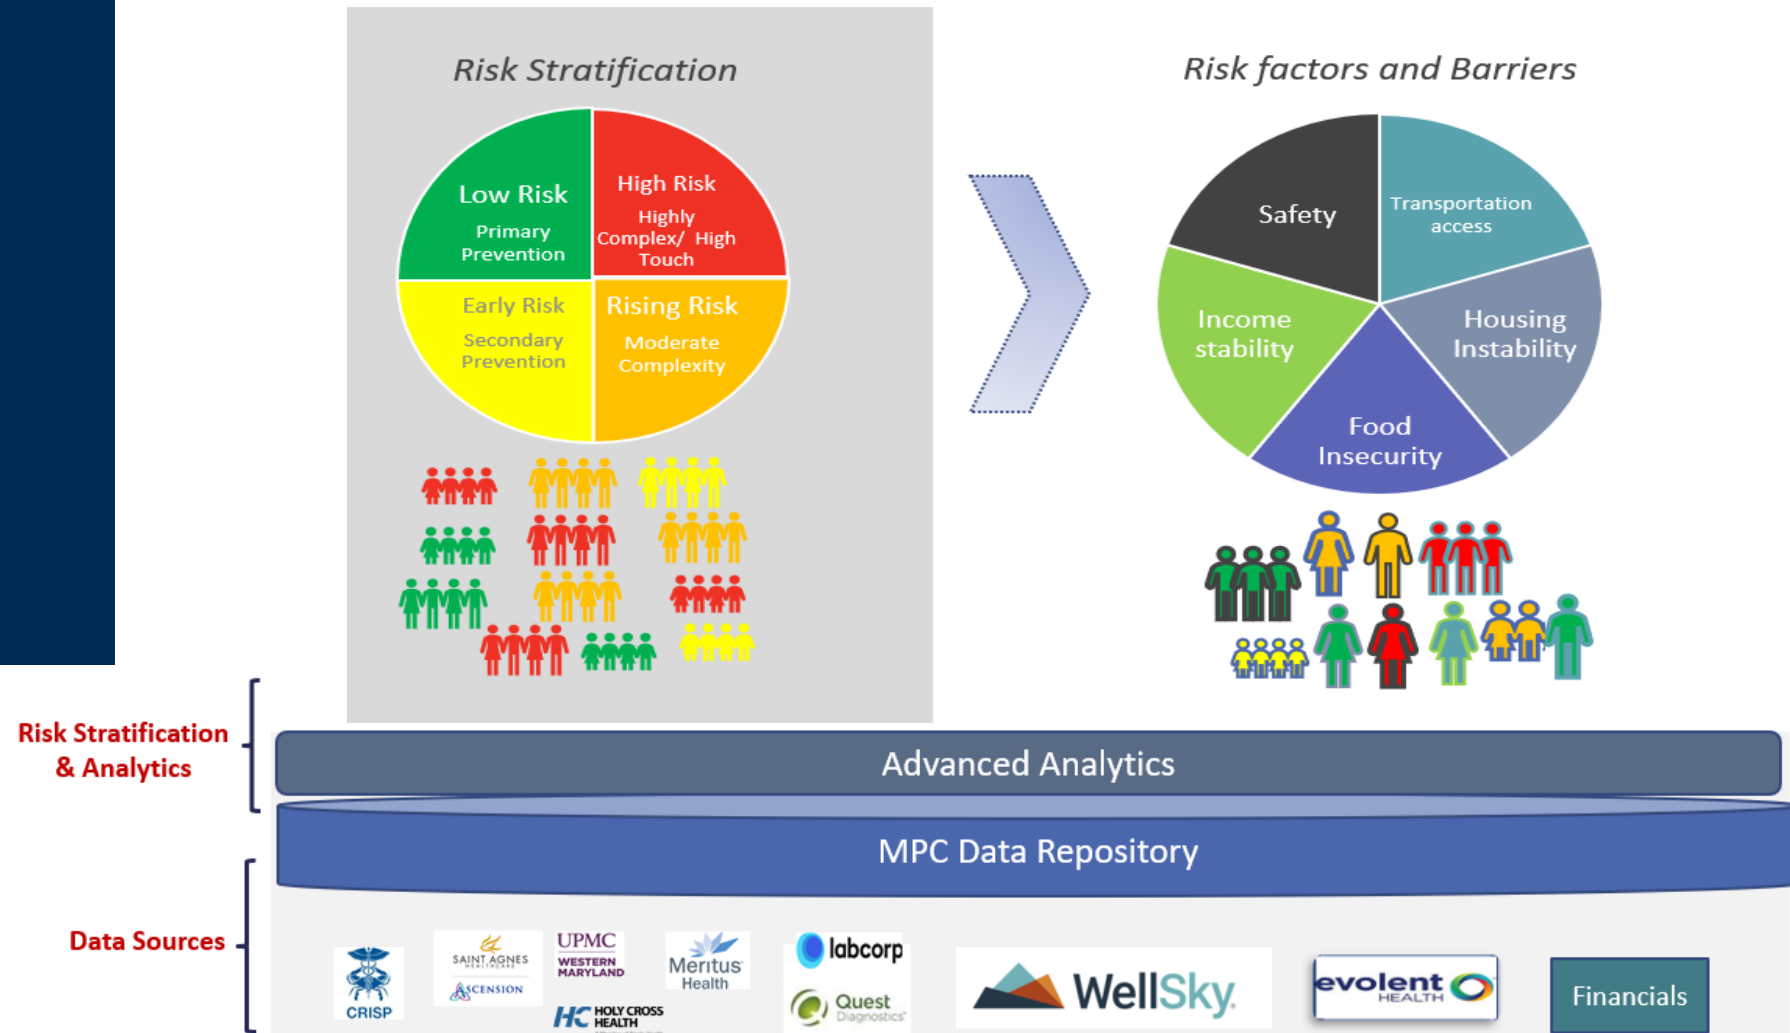 Risk Stratification
Low Risk
Primary
Prevention
High Risk
Highly
Complex/ High
Touch
Early Risk
Secondary
Prevention
Rising Risk
Moderate
Complexity
Risk factors and Barriers
Safety
Transportation
access
Income
stability
Housing
Instability
Food
Insecurity
Risk Stratification
& Analytics
Advanced Analytics
MPC Data Repository
Data Sources
CRISP
SAINT AGNES
HEALTHCARE
ASCENSION
UPMC
WESTERN
MARYLAND
HC HOLY CROSS
HEALTH
Meritus
Health
labcorp
Quest
Diagnostics
WellSky
evolent
HEALTH
Financials